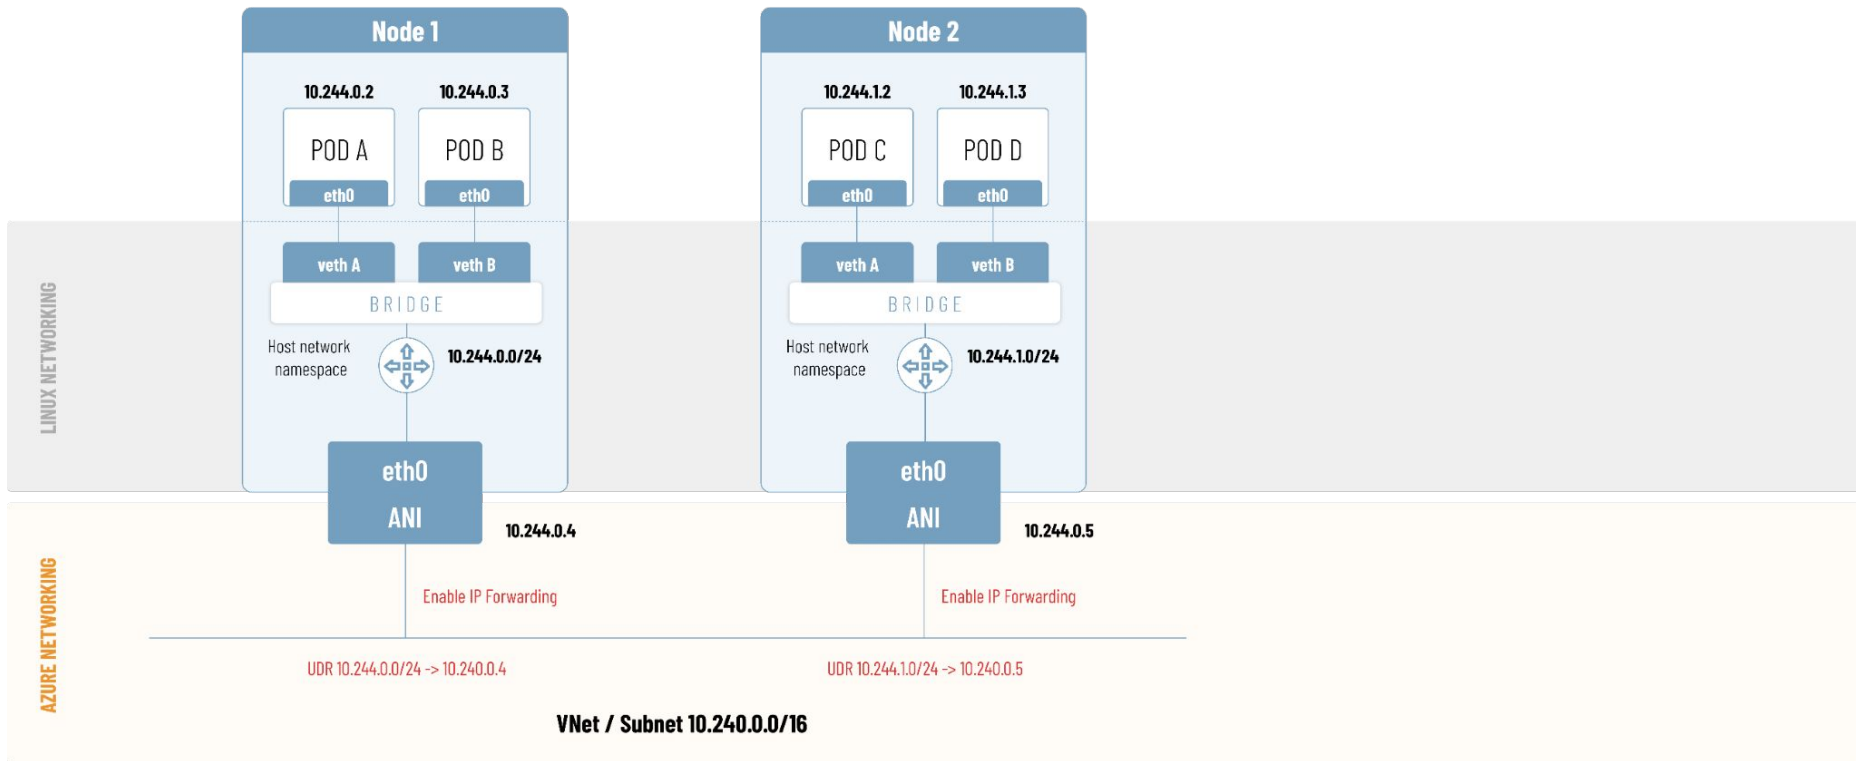 Node 1
Node 2
10.244.0.2
10.244.0.3
10.244.1.2
10.244.1.3
POD A
POD B
POD C
POD D
eth0
eth0
eth0
eth0
LINUX NETWORKING
veth A
veth B
veth A
veth B
BRIDGE
BRIDGE
Host network
namespace
10.244.0.0/24
Host network
namespace
10.244.1.0/24
eth0
ANI
10.244.0.4
eth0
ANI
10.244.0.5
AZURE NETWORKING
Enable IP Forwarding
Enable IP Forwarding
UDR 10.244.0.0/24 -> 10.240.0.4
UDR 10.244.1.0/24 -> 10.240.0.5
VNet / Subnet 10.240.0.0/16